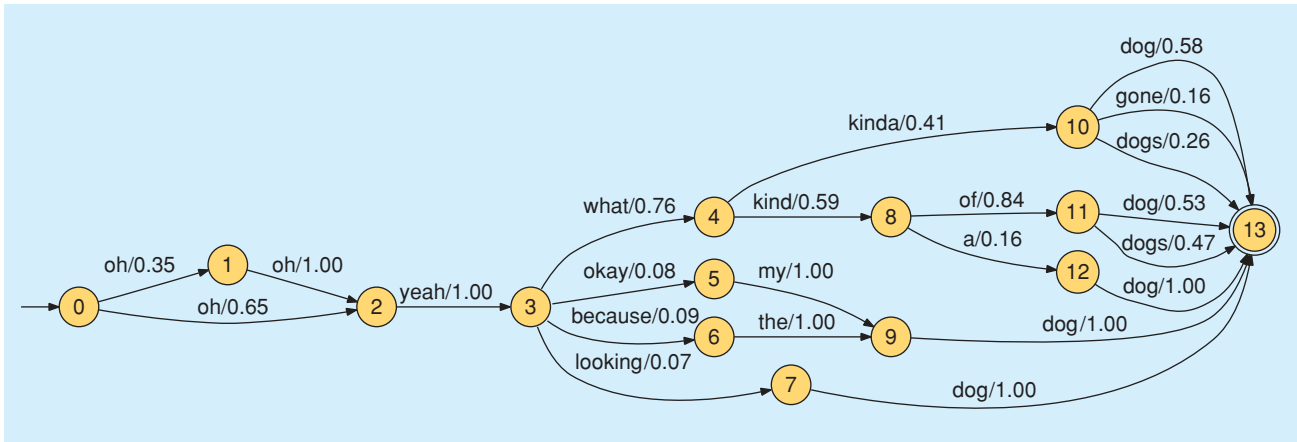 dog/0.58
gone/0.16
kinda/0.41
10
dogs/0.26
what/0.76
4
kind/0.59
8
of/0.84
11
dog/0.53
13
a/0.16
dogs/0.47
oh/0.35
1
oh/1.00
okay/0.08
5
my/1.00
12
dog/1.00
0
oh/0.65
2
yeah/1.00
3
because/0.09
6
the/1.00
9
dog/1.00
looking/0.07
7
dog/1.00